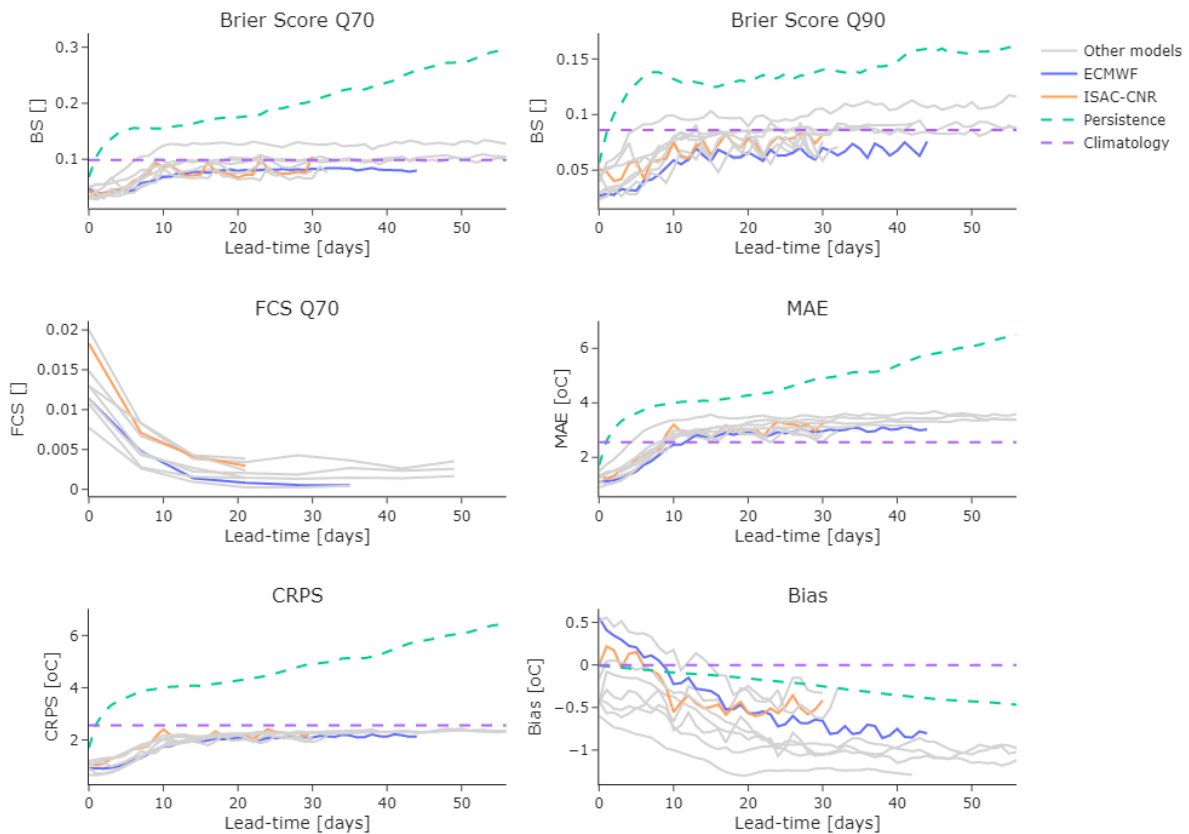 Brier Score Q70
0.3
0.2
0.1
BS []
0 10 20 30 40 50
Lead-time [days]
Brier Score Q90
0.15
0.1
0.05
BS []
0 10 20 30 40 50
Lead-time [days]
Other models
ECMWF
ISAC-CNR
Persistence
Climatology
FCS Q70
0.02
0.015
0.01
0.005
0
FCS []
0 10 20 30 40 50
Lead-time [days]
MAE
6
4
2
MAE [oC]
0 10 20 30 40 50
Lead-time [days]
CRPS
6
4
2
CRPS [oC]
0 10 20 30 40 50
Lead-time [days]
Bias
0.5
0
−0.5
−1
Bias [oC]
0 10 20 30 40 50
Lead-time [days]